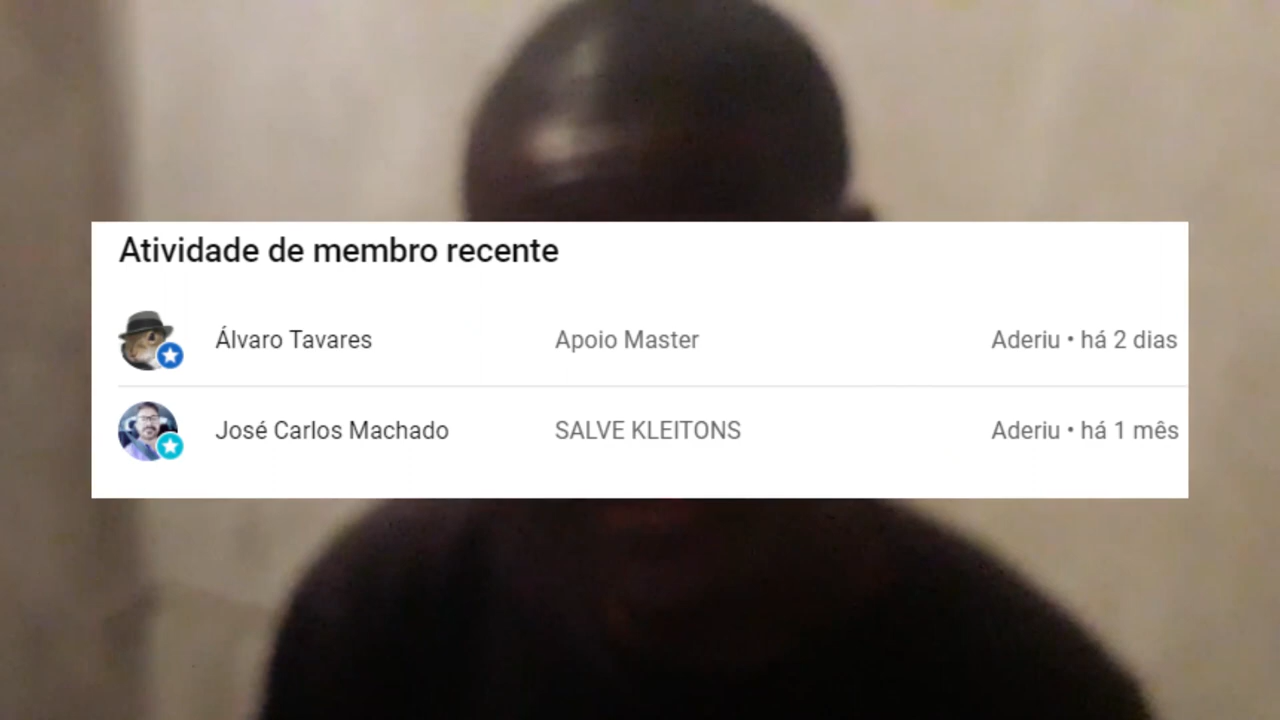 Atividade de membro recente
Álvaro Tavares Apoio Master Aderiu • há 2 dias
José Carlos Machado SALVE KLEITONS Aderiu • há 1 mês